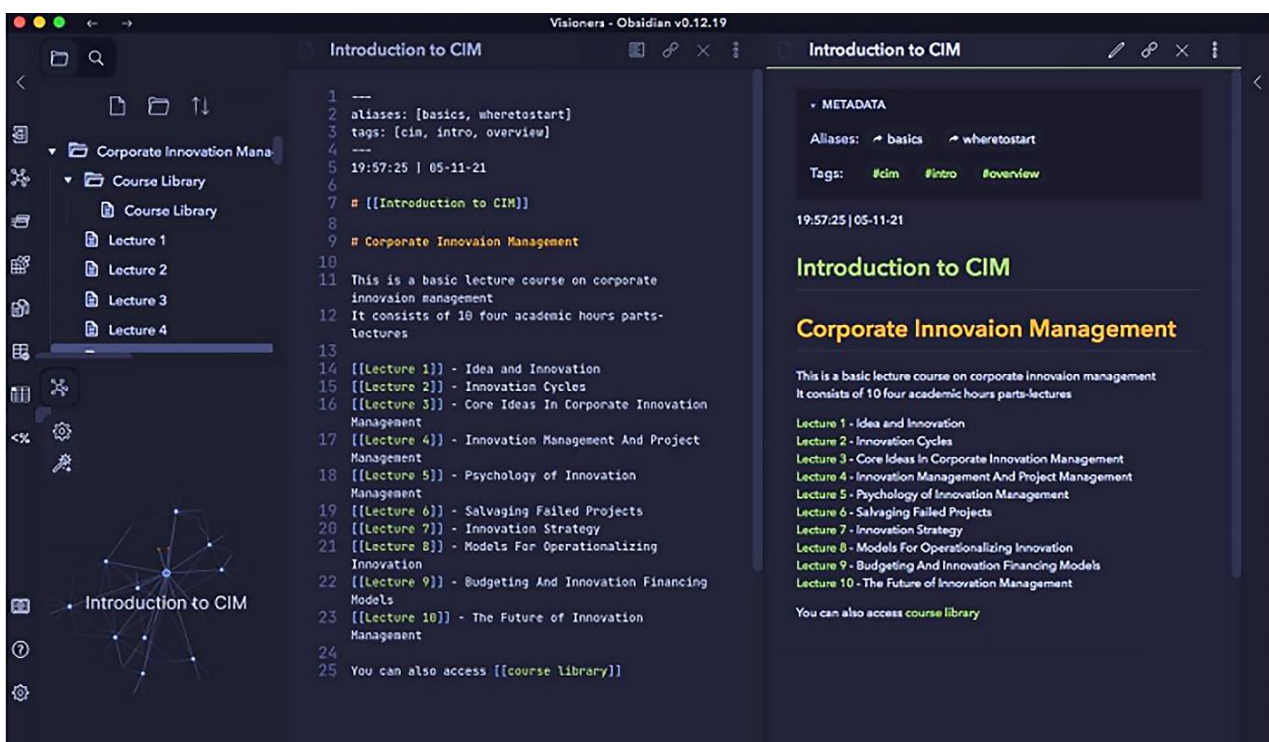 Visioners - Obsidian v0.12.19
Corporate Innovation Mana
Course Library
Course Library
Lecture 1
Lecture 2
Lecture 3
Lecture 4
<%
Introduction to CIM
Introduction to CIM
1 ---
2 aliases: [basics, wheretostart]
3 tags: [cim, intro, overview]
4 ---
5 19:57:25 | 05-11-21
6
7 # [[Introduction to CIM]]
8
9 # Corporate Innovaion Management
10
11 This is a basic lecture course on corporate
innovaion management
12 It consists of 10 four academic hours parts-
lectures
13
14 [[Lecture 1]] - Idea and Innovation
15 [[Lecture 2]] - Innovation Cycles
16 [[Lecture 3]] - Core Ideas In Corporate Innovation
Management
17 [[Lecture 4]] - Innovation Management And Project
Management
18 [[Lecture 5]] - Psychology of Innovation
Management
19 [[Lecture 6]] - Salvaging Failed Projects
20 [[Lecture 7]] - Innovation Strategy
21 [[Lecture 8]] - Models For Operationalizing
Innovation
22 [[Lecture 9]] - Budgeting And Innovation Financing
Models
23 [[Lecture 10]] - The Future of Innovation
Management
24
25 You can also access [[course library]]
Introduction to CIM
METADATA
Aliases: basics wheretostart
Tags: #cim #intro #overview
19:57:25 | 05-11-21
Introduction to CIM
Corporate Innovaion Management
This is a basic lecture course on corporate innovaion management
It consists of 10 four academic hours parts-lectures
Lecture 1 - Idea and Innovation
Lecture 2 - Innovation Cycles
Lecture 3 - Core Ideas In Corporate Innovation Management
Lecture 4 - Innovation Management And Project Management
Lecture 5 - Psychology of Innovation Management
Lecture 6 - Salvaging Failed Projects
Lecture 7 - Innovation Strategy
Lecture 8 - Models For Operationalizing Innovation
Lecture 9 - Budgeting And Innovation Financing Models
Lecture 10 - The Future of Innovation Management
You can also access course library